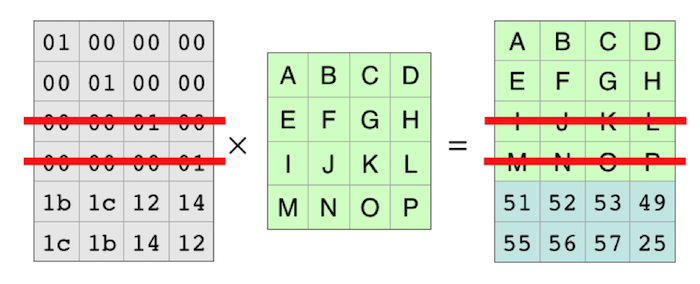 01 00 00 00
00 01 00 00
00 00 01 00
00 00 00 01
1b 1c 12 14
1c 1b 14 12
×
A B C D
E F G H
I J K L
M N O P
=
A B C D
E F G H
I J K L
M N O P
51 52 53 49
55 56 57 25